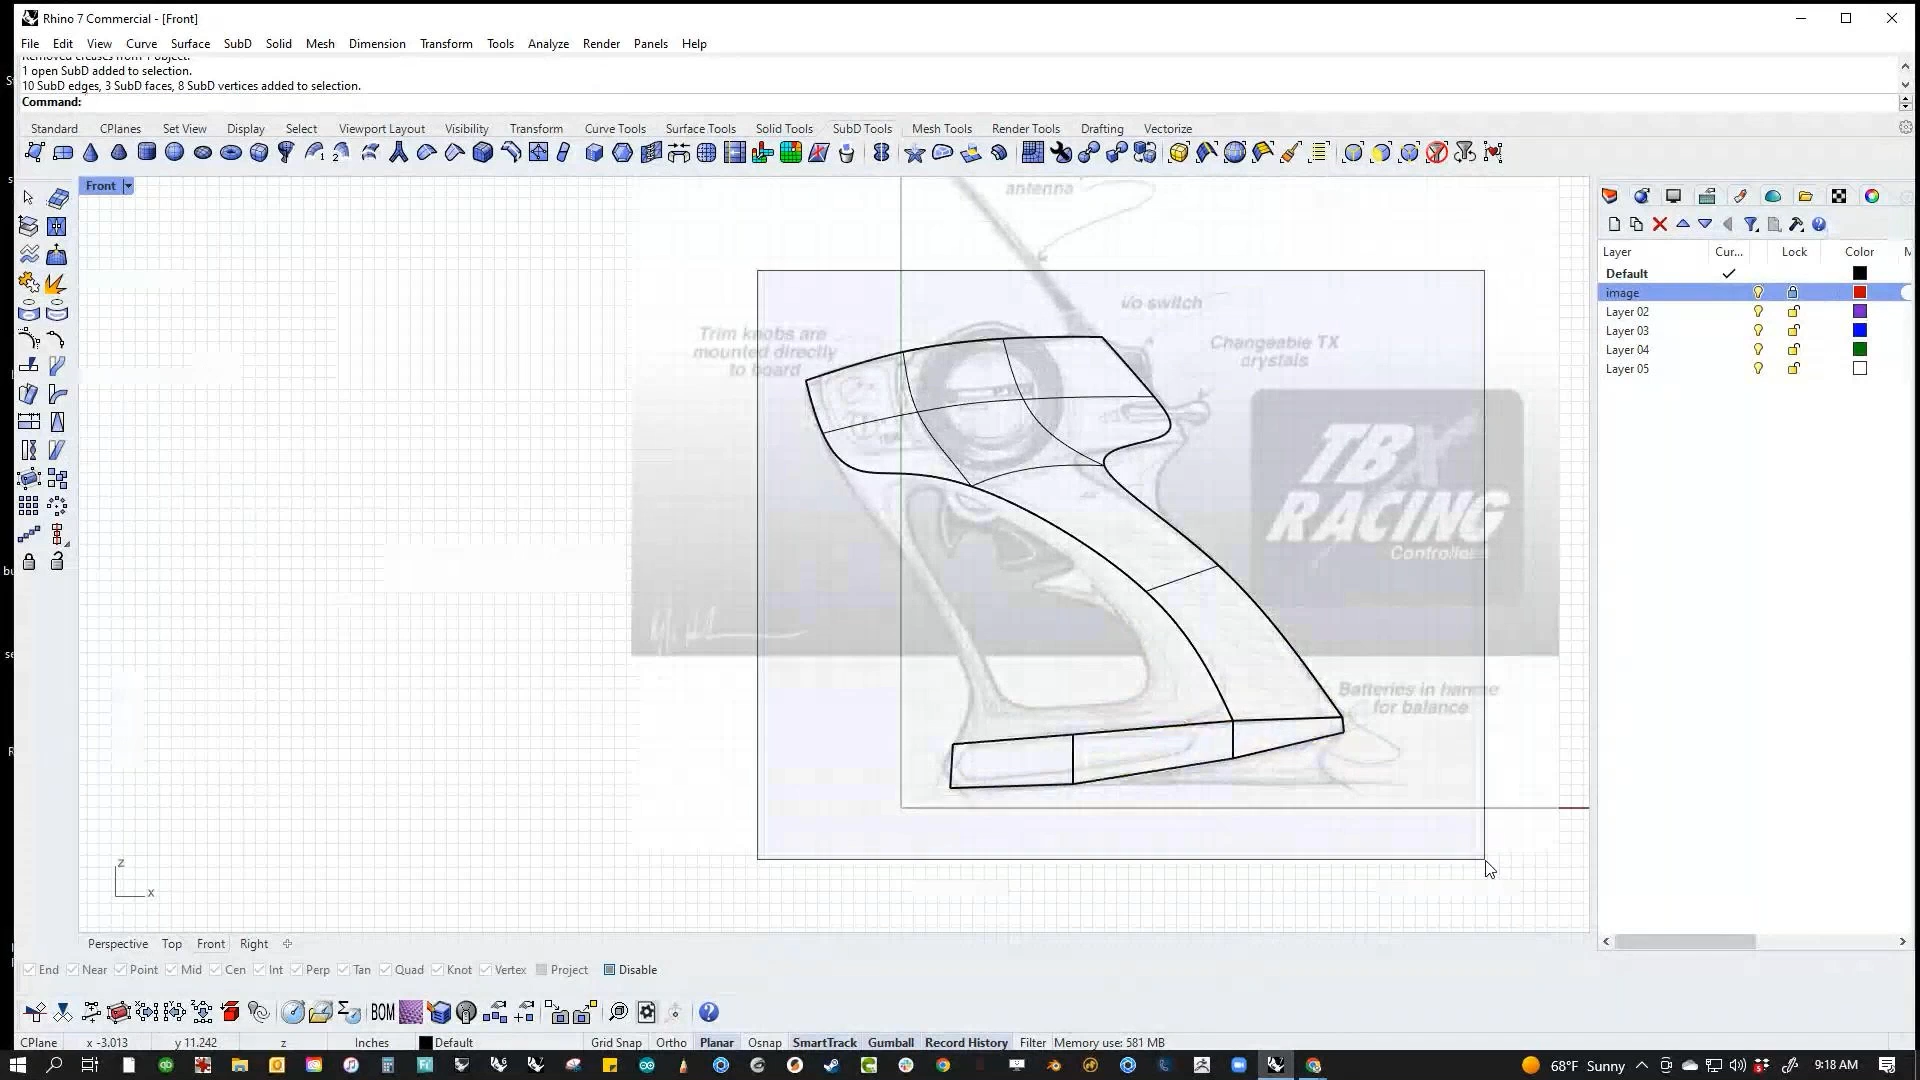 Rhino 7 Commercial - [Front]
File Edit View Curve Surface SubD Solid Mesh Dimension Transform Tools Analyze Render Panels Help
Removed creases from 1 object.
1 open SubD added to selection.
10 SubD edges, 3 SubD faces, 8 SubD vertices added to selection.
Command:
Standard CPlanes Set View Display Select Viewport Layout Visibility Transform Curve Tools Surface Tools Solid Tools SubD Tools Mesh Tools Render Tools Drafting Vectorize
Front
antenna
i/o switch
Trim knobs are
mounted directly
to board
Changeable TX
crystals
TBX
RACING
Batteries in
for balance
z
x
Layer Cur... Lock Color
Default
image
Layer 02
Layer 03
Layer 04
Layer 05
Perspective Top Front Right
End Near Point Mid Cen Int Perp Tan Quad Knot Vertex Project Disable
BOM
CPlane x -3.013 y 11.242 z Inches Default Grid Snap Ortho Planar Osnap SmartTrack Gumball Record History Filter Memory use: 581 MB
68°F Sunny 9:18 AM